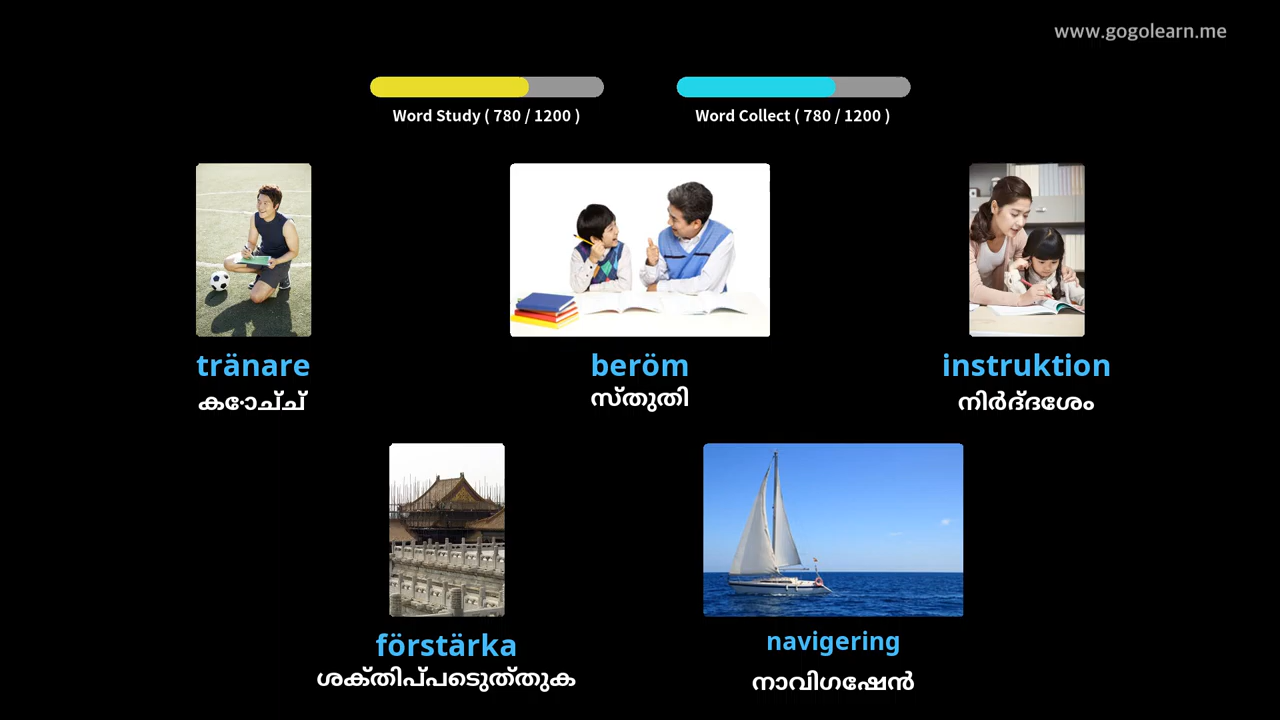 www.gogolearn.me
Word Study ( 780 / 1200 )
Word Collect ( 780 / 1200 )
tränare
കോച്ച്
beröm
സ്തുതി
instruktion
നിർദ്ദേശം
förstärka
ശക്തിപ്പെടുത്തുക
navigering
നാവിഗേഷൻ